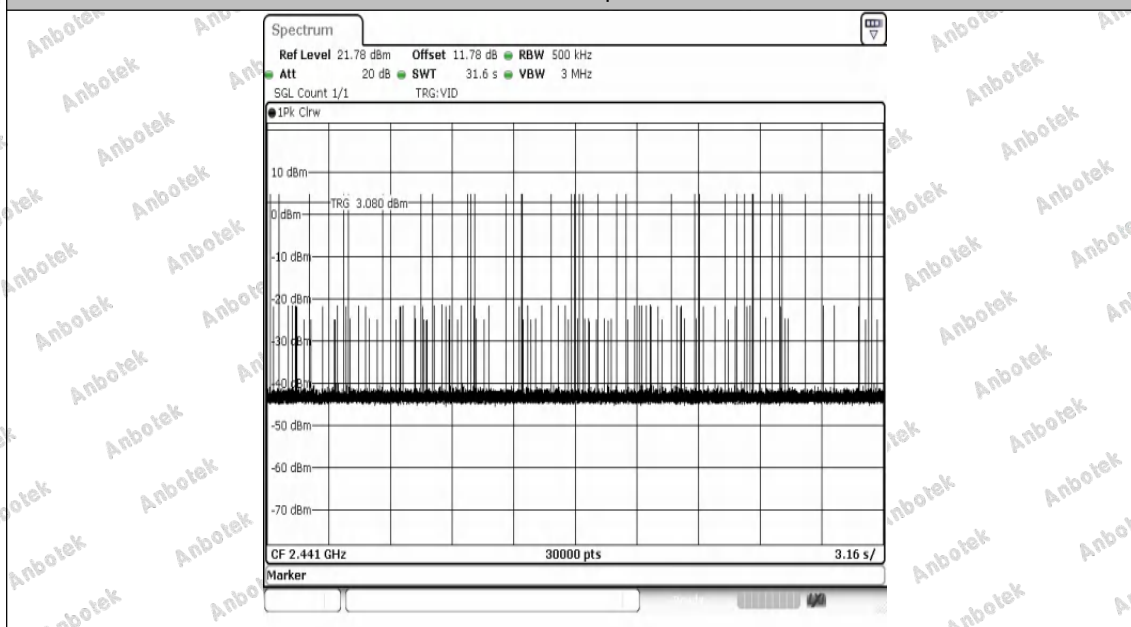 Spectrum
Ref Level 21.78 dBm Offset 11.78 dB RBW 500 kHz
Att 20 dB SWT 31.6 s VBW 3 MHz
SGL Count 1/1 TRG:VID
1Pk Clrw
10 dBm
TRG 3.080 dBm
0 dBm
-10 dBm
-20 dBm
-30 dBm
-40 dBm
-50 dBm
-60 dBm
-70 dBm
CF 2.441 GHz 30000 pts 3.16 s/
Marker
Anbotek